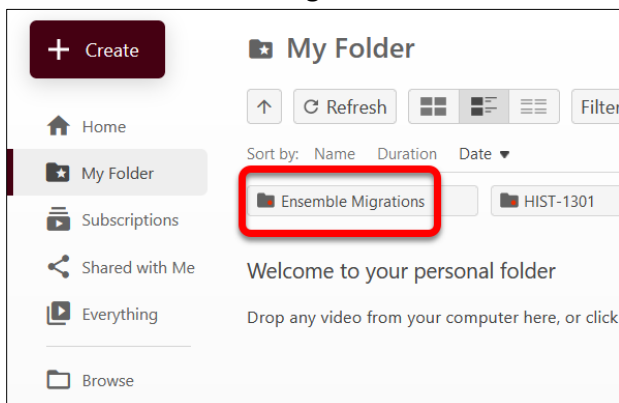 Create
Home
My Folder
Subscriptions
Shared with Me
Everything
Browse
My Folder
Refresh
Filter
Sort by: Name Duration Date ▼
Ensemble Migrations
HIST-1301
Welcome to your personal folder
Drop any video from your computer here, or click